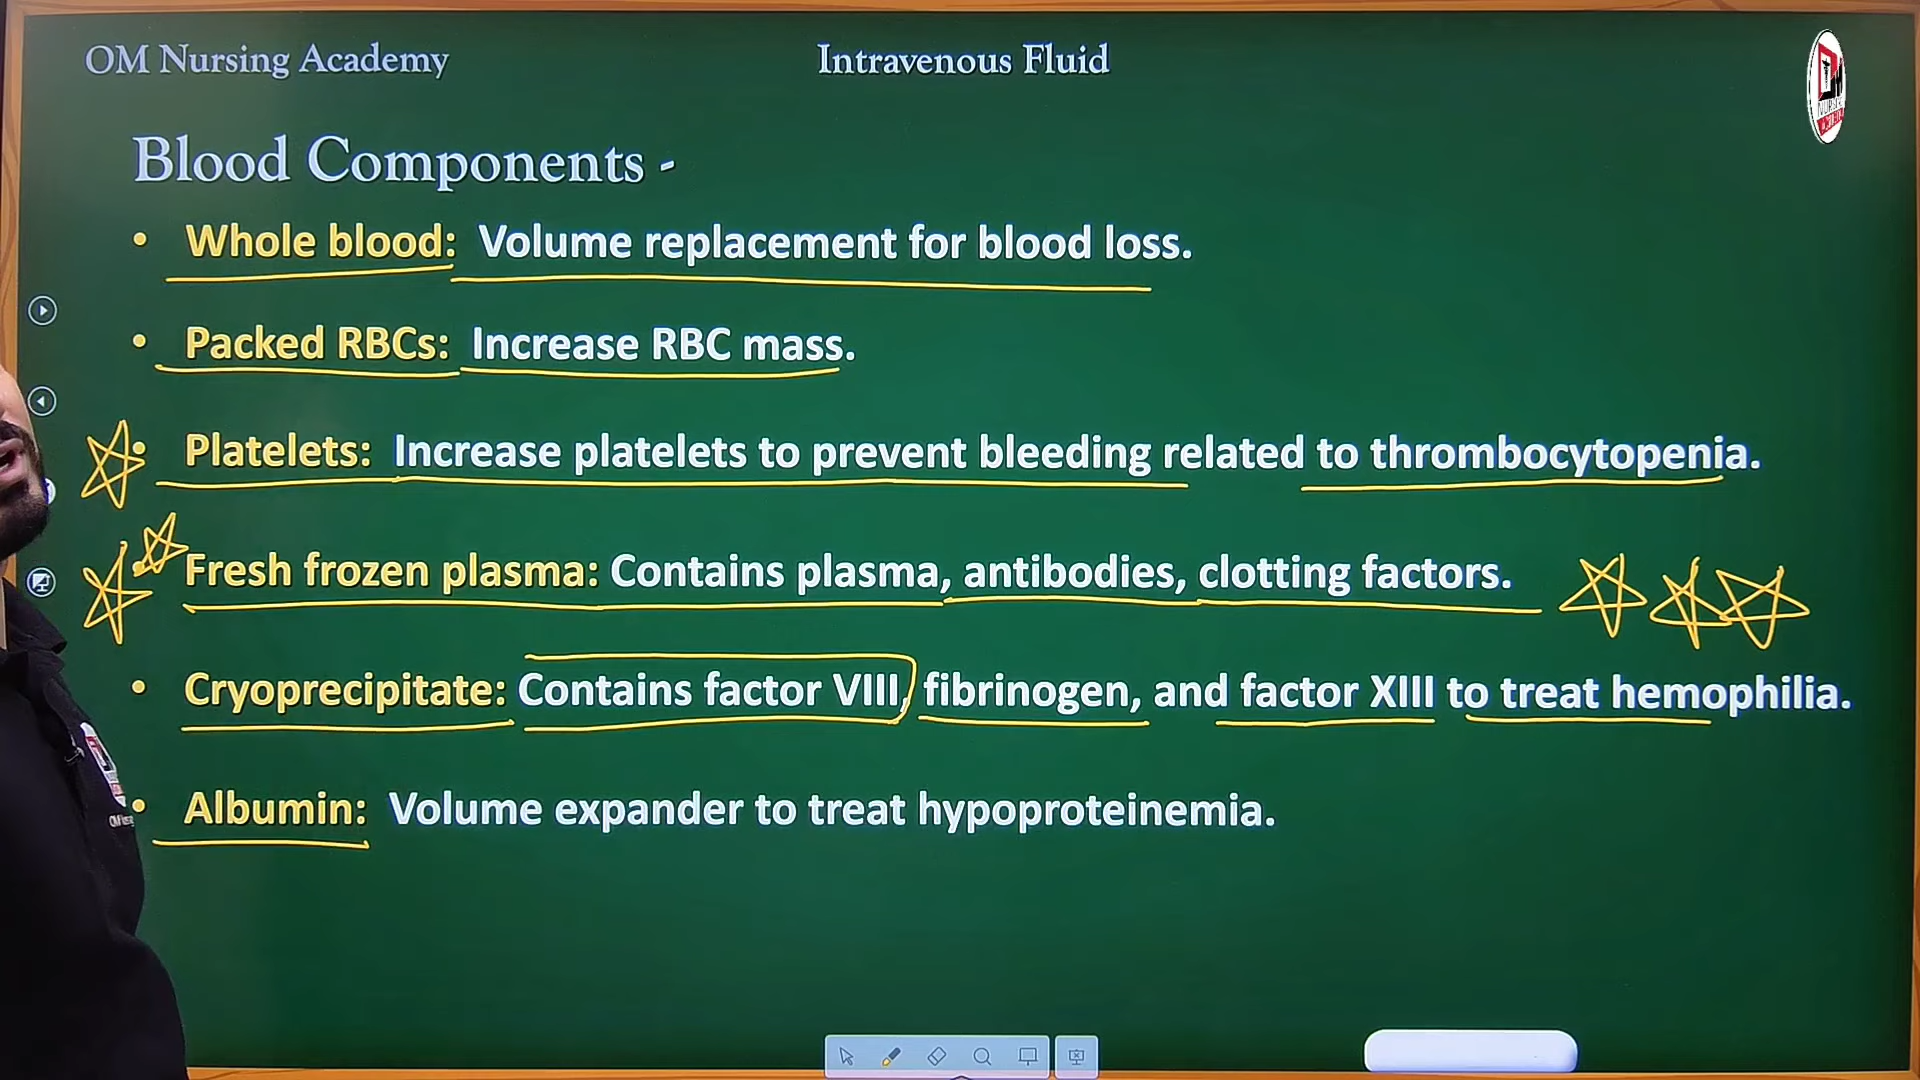 OM Nursing Academy
Intravenous Fluid
Blood Components -
• Whole blood: Volume replacement for blood loss.
• Packed RBCs: Increase RBC mass.
• Platelets: Increase platelets to prevent bleeding related to thrombocytopenia.
• Fresh frozen plasma: Contains plasma, antibodies, clotting factors.
• Cryoprecipitate: Contains factor VIII, fibrinogen, and factor XIII to treat hemophilia.
• Albumin: Volume expander to treat hypoproteinemia.